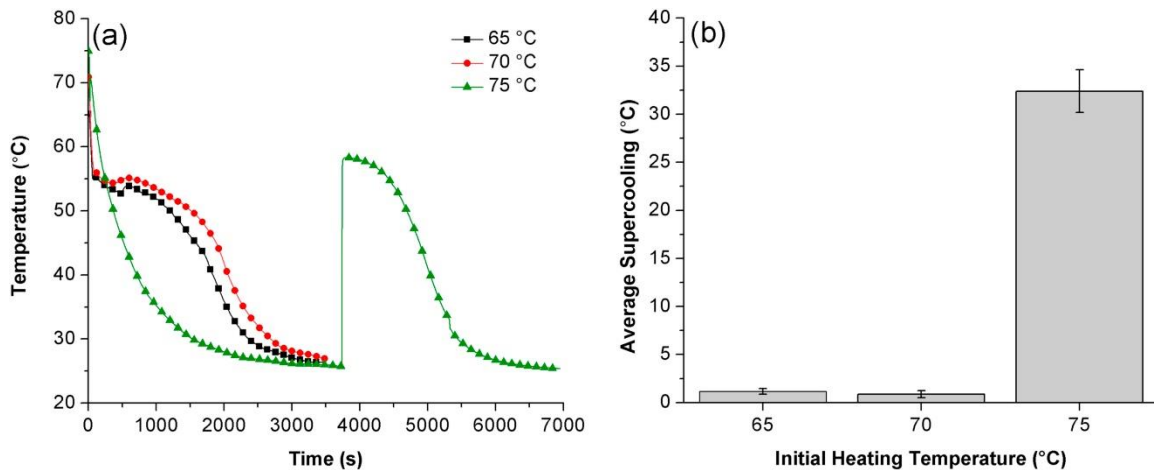 (a)
65 °C
70 °C
75 °C
80
70
60
50
40
30
20
Temperature (°C)
0 1000 2000 3000 4000 5000 6000 7000
Time (s)
(b)
40
35
30
25
20
15
10
5
0
Average Supercooling (°C)
65 70 75
Initial Heating Temperature (°C)